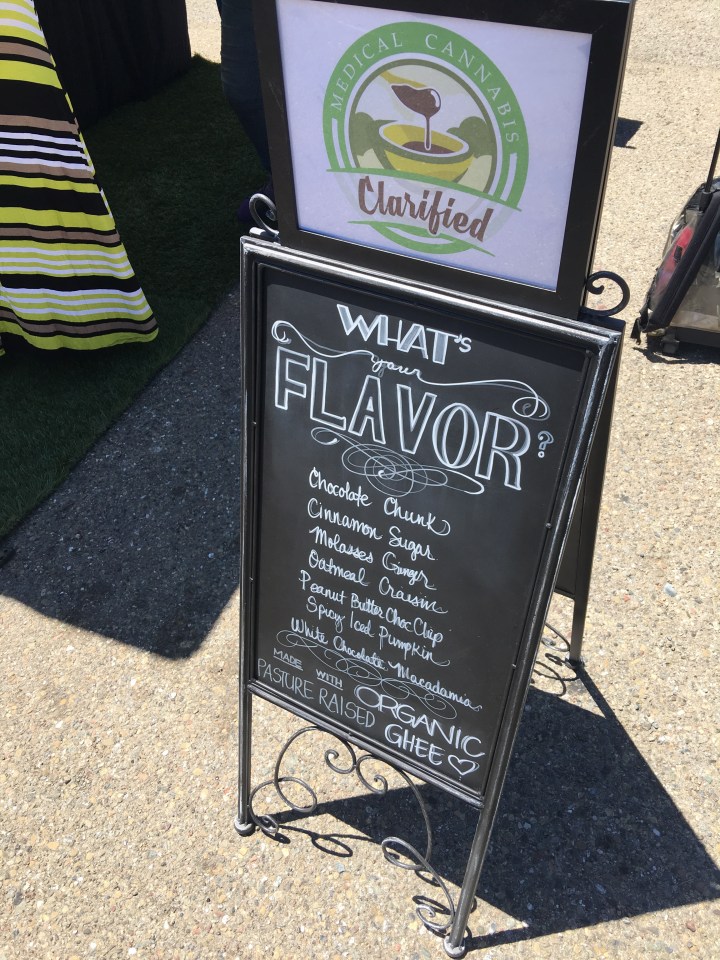 MEDICAL CANNABIS
Clarified
WHAT'S
your
FLAVOR?
Chocolate Chunk
Cinnamon Sugar
Molasses Ginger
Oatmeal Craisin
Peanut Butter Choc Chip
Spicy Iced Pumpkin
White Chocolate Macadamia
MADE WITH ORGANIC
PASTURE RAISED GHEE